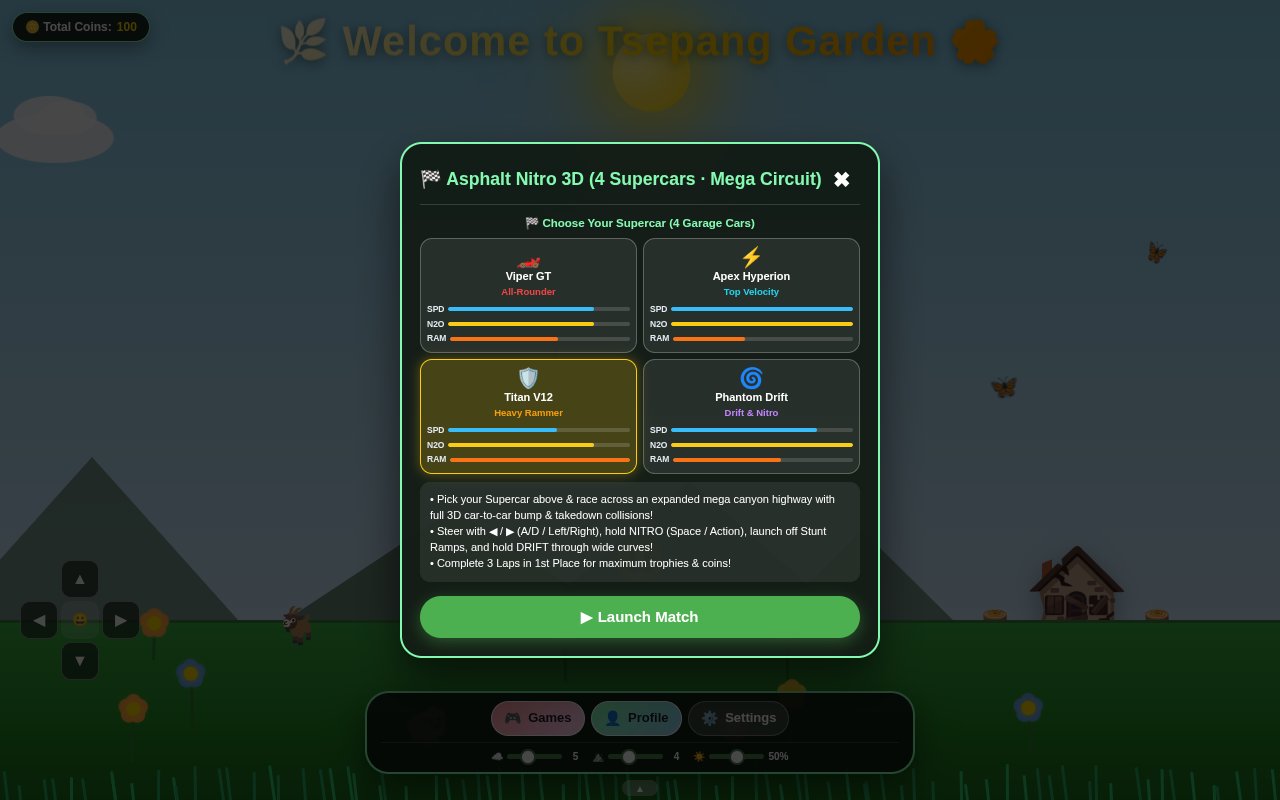 Total Coins: 100
Welcome to Tsepang Garden
Asphalt Nitro 3D (4 Supercars · Mega Circuit) ✖
Choose Your Supercar (4 Garage Cars)
Viper GT
All-Rounder
SPD
N2O
RAM
Apex Hyperion
Top Velocity
SPD
N2O
RAM
Titan V12
Heavy Rammer
SPD
N2O
RAM
Phantom Drift
Drift & Nitro
SPD
N2O
RAM
• Pick your Supercar above & race across an expanded mega canyon highway with
full 3D car-to-car bump & takedown collisions!
• Steer with ◀ / ▶ (A/D / Left/Right), hold NITRO (Space / Action), launch off Stunt
Ramps, and hold DRIFT through wide curves!
• Complete 3 Laps in 1st Place for maximum trophies & coins!
▶ Launch Match
Games
Profile
Settings
5
4
50%